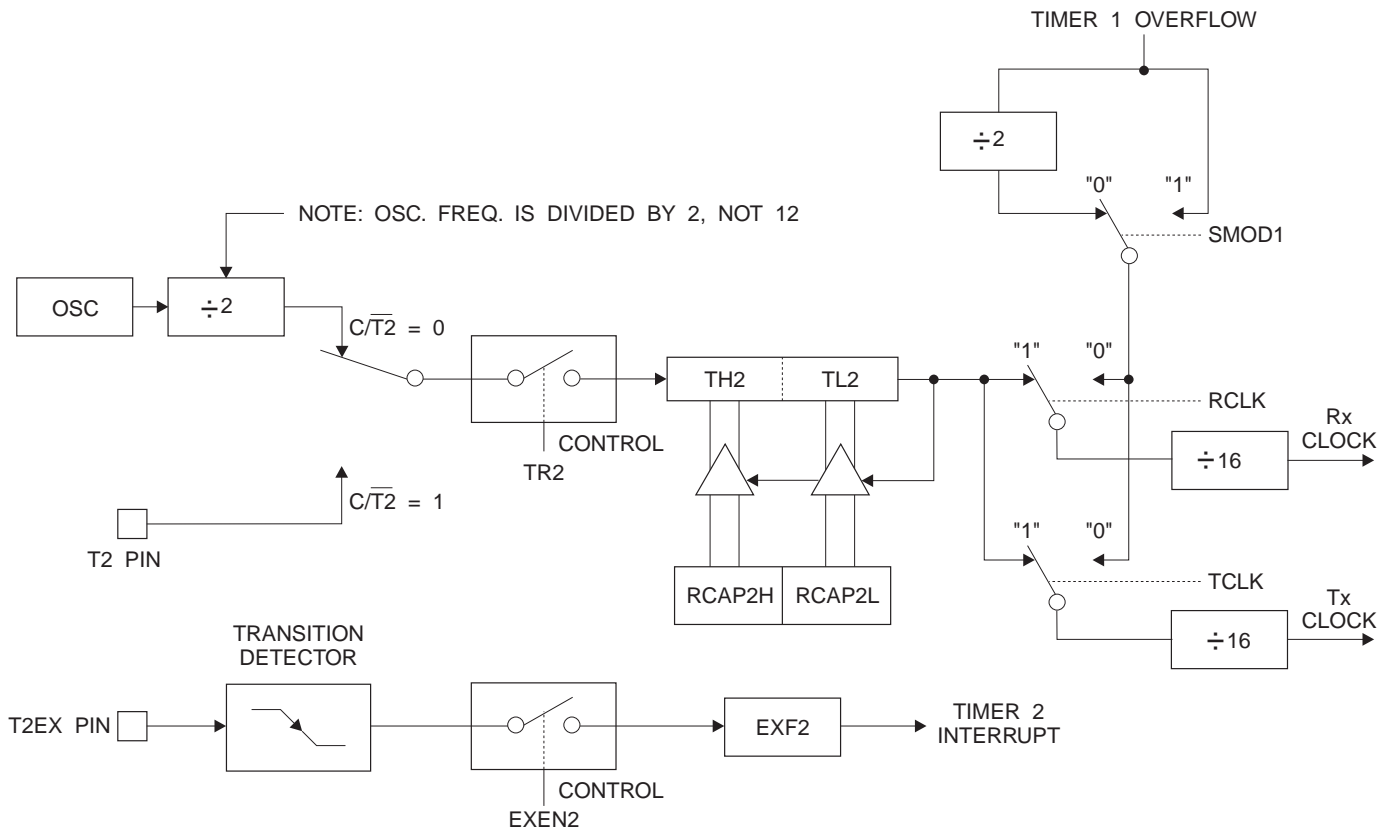 TIMER 1 OVERFLOW
÷2
"0" "1"
NOTE: OSC. FREQ. IS DIVIDED BY 2, NOT 12
SMOD1
OSC
÷2
C/T2 = 0
"1" "0"
TH2 TL2
RCLK
CONTROL
TR2
Rx
CLOCK
÷16
C/T2 = 1
T2 PIN
"1" "0"
TCLK
RCAP2H RCAP2L
Tx
CLOCK
÷16
TRANSITION
DETECTOR
T2EX PIN
EXF2
TIMER 2
INTERRUPT
CONTROL
EXEN2